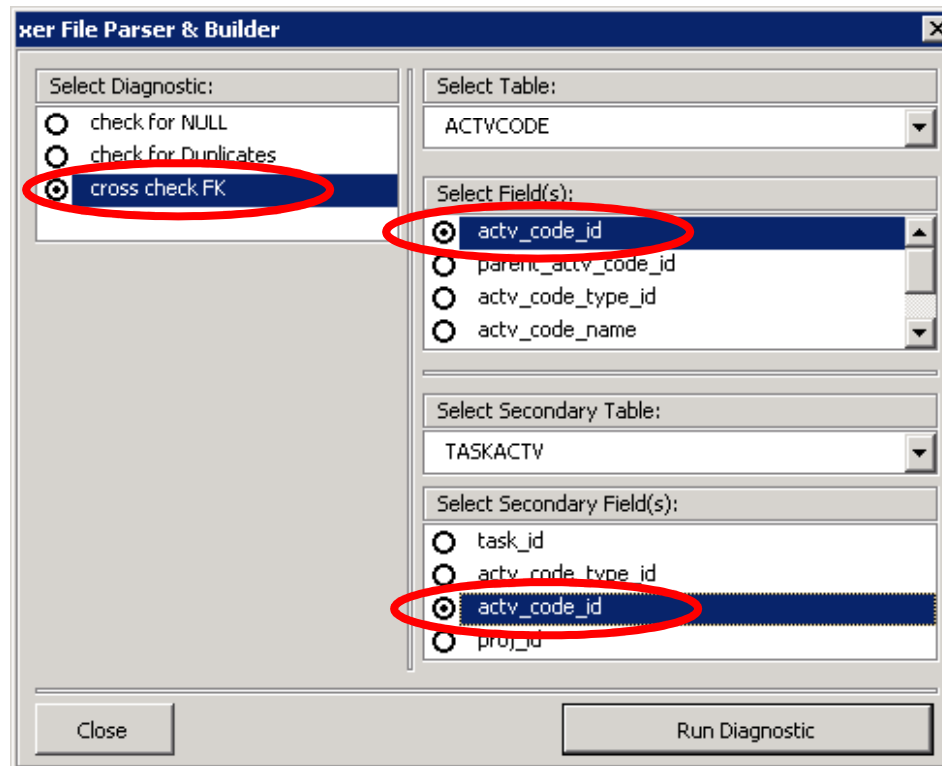 xer File Parser & Builder
Select Diagnostic:
check for NULL
check for Duplicates
cross check FK
Select Table:
ACTVCODE
Select Field(s):
actv_code_id
parent_actv_code_id
actv_code_type_id
actv_code_name
Select Secondary Table:
TASKACTV
Select Secondary Field(s):
task_id
actv_code_type_id
actv_code_id
proj_id
Close
Run Diagnostic